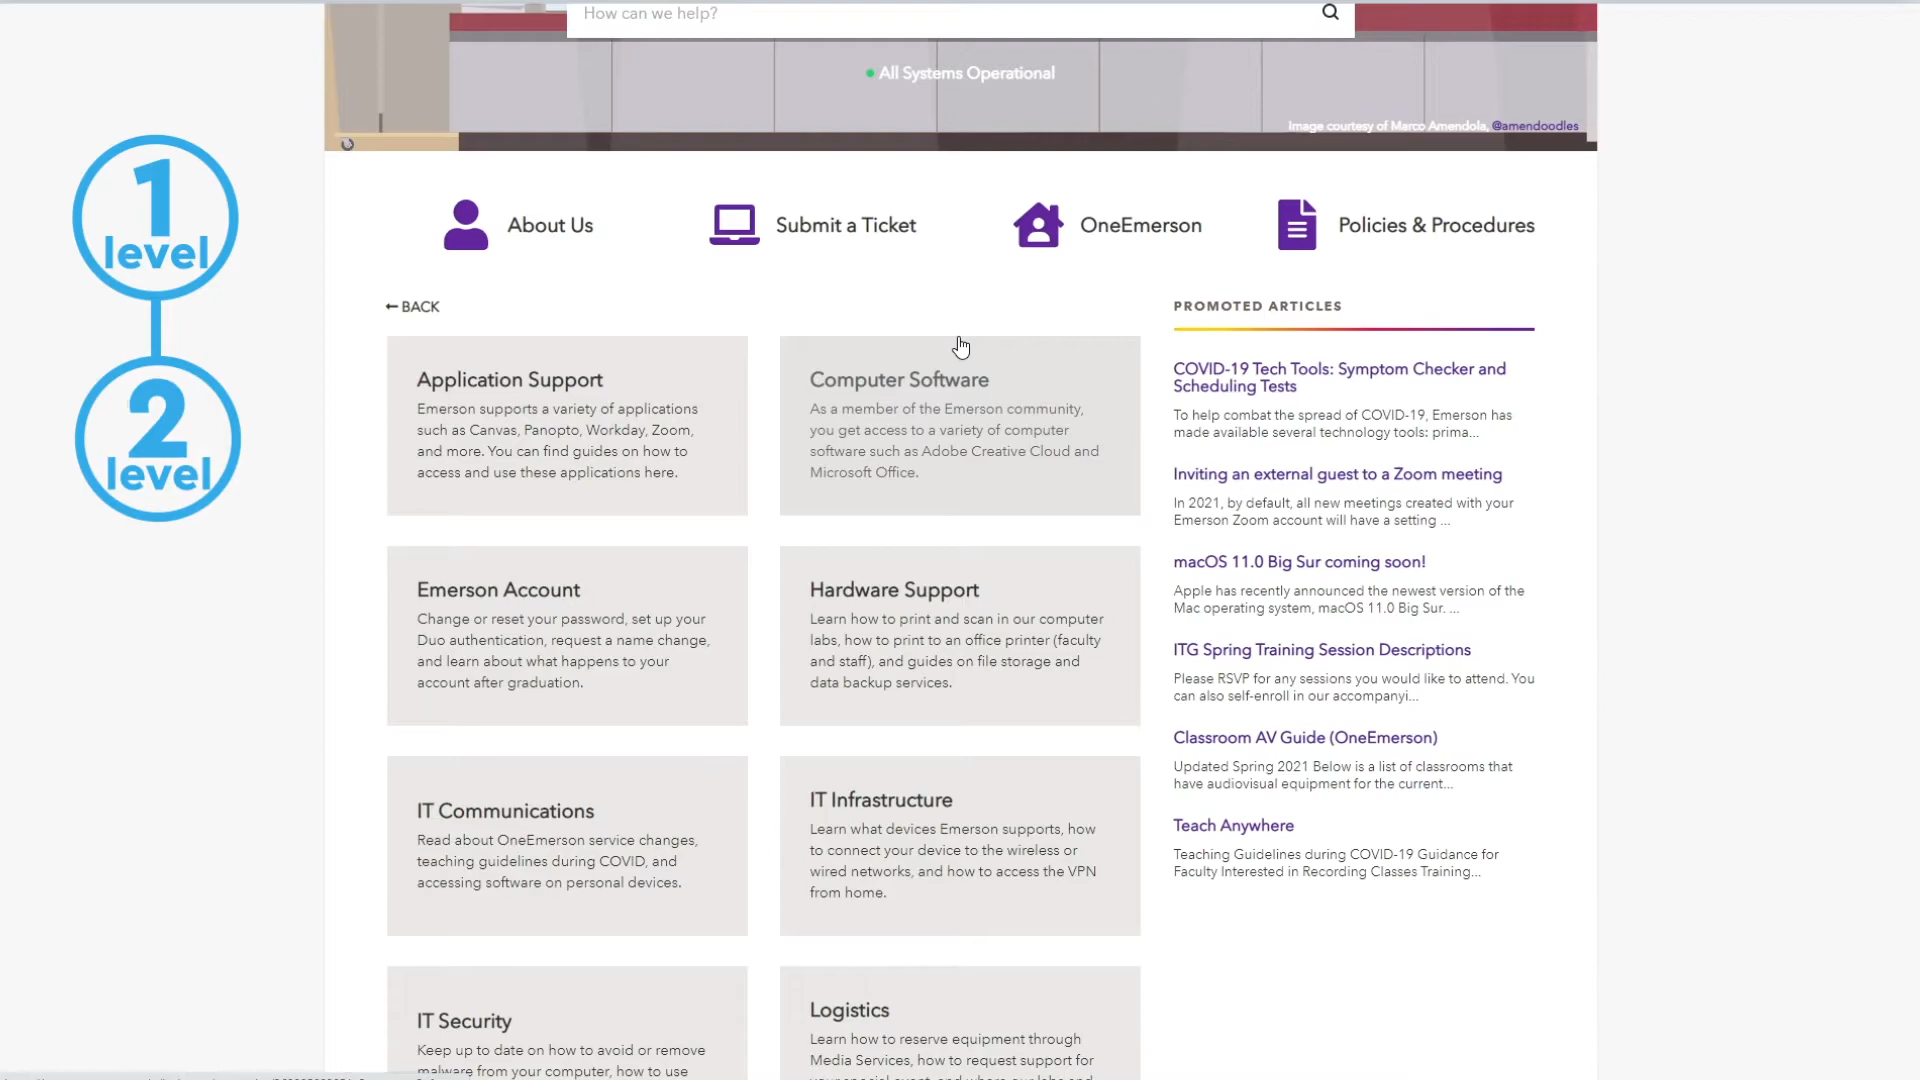 How can we help?
All Systems Operational
Image courtesy of Marco Amendola, @amendoodles
1
level
2
level
About Us
Submit a Ticket
OneEmerson
Policies & Procedures
BACK
Application Support
Emerson supports a variety of applications
such as Canvas, Panopto, Workday, Zoom,
and more. You can find guides on how to
access and use these applications here.
Computer Software
As a member of the Emerson community,
you get access to a variety of computer
software such as Adobe Creative Cloud and
Microsoft Office.
Emerson Account
Change or reset your password, set up your
Duo authentication, request a name change,
and learn about what happens to your
account after graduation.
Hardware Support
Learn how to print and scan in our computer
labs, how to print to an office printer (faculty
and staff), and guides on file storage and
data backup services.
IT Communications
Read about OneEmerson service changes,
teaching guidelines during COVID, and
accessing software on personal devices.
IT Infrastructure
Learn what devices Emerson supports, how
to connect your device to the wireless or
wired networks, and how to access the VPN
from home.
IT Security
Keep up to date on how to avoid or remove
malware from your computer, how to use
Logistics
Learn how to reserve equipment through
Media Services, how to request support for
PROMOTED ARTICLES
COVID-19 Tech Tools: Symptom Checker and
Scheduling Tests
To help combat the spread of COVID-19, Emerson has
made available several technology tools: prima...
Inviting an external guest to a Zoom meeting
In 2021, by default, all new meetings created with your
Emerson Zoom account will have a setting ...
macOS 11.0 Big Sur coming soon!
Apple has recently announced the newest version of the
Mac operating system, macOS 11.0 Big Sur. ...
ITG Spring Training Session Descriptions
Please RSVP for any sessions you would like to attend. You
can also self-enroll in our accompanyi...
Classroom AV Guide (OneEmerson)
Updated Spring 2021 Below is a list of classrooms that
have audiovisual equipment for the current...
Teach Anywhere
Teaching Guidelines during COVID-19 Guidance for
Faculty Interested in Recording Classes Training...